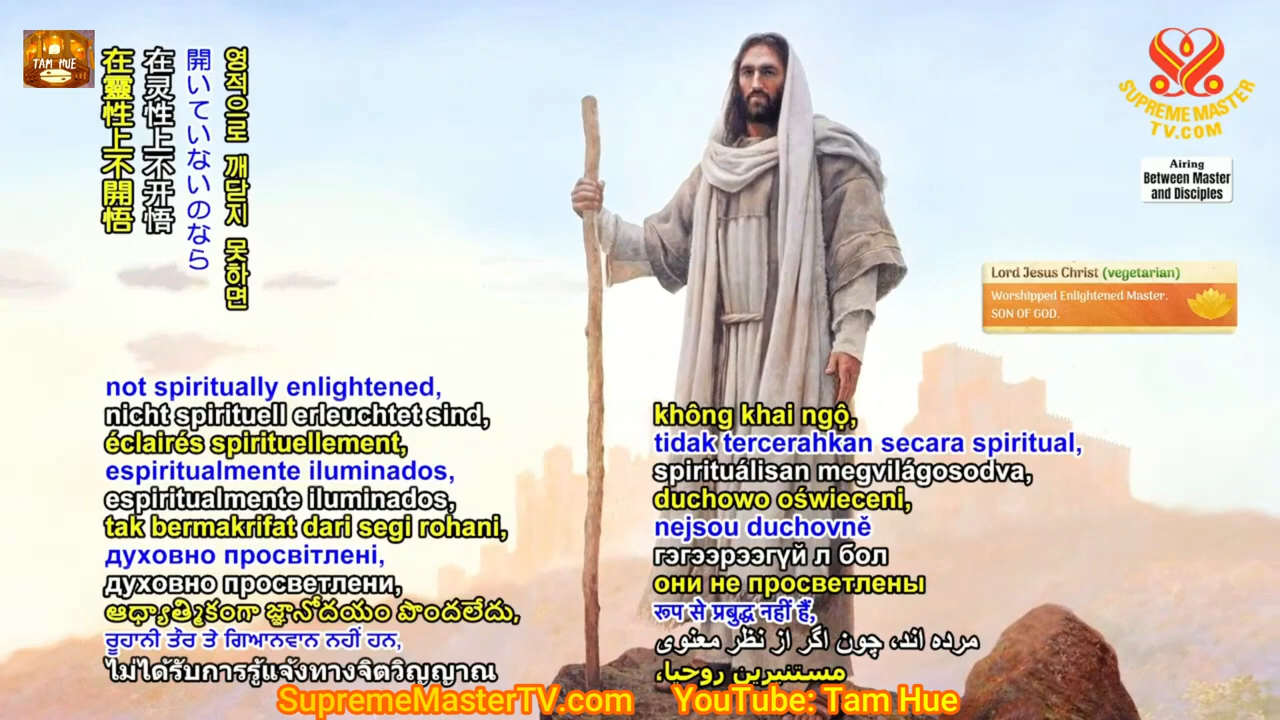 TAM HUE
在靈性上不開悟
在灵性上不开悟
開いていないのなら
영적으로 깨닫지 못하면
SUPREME MASTER
TV.COM
Airing
Between Master
and Disciples
Lord Jesus Christ (vegetarian)
Worshipped Enlightened Master.
SON OF GOD.
not spiritually enlightened,
nicht spirituell erleuchtet sind,
éclairés spirituellement,
espiritualmente iluminados,
espiritualmente iluminados,
tak bermakrifat dari segi rohani,
духовно просвітлені,
духовно просветлени,
ఆధ్యాత్మికంగా జ్ఞానోదయం పొందలేదు,
ਰੂਹਾਨੀ ਤੌਰ ਤੇ ਗਿਆਨਵਾਨ ਨਹੀਂ ਹਨ,
ไม่ได้รับการรู้แจ้งทางจิตวิญญาณ
không khai ngộ,
tidak tercerahkan secara spiritual,
spirituálisan megvilágosodva,
duchowo oświeceni,
nejsou duchovně
гэгээрээгүй л бол
они не просветлены
रूप से प्रबुद्ध नहीं हैं,
مرده اند، چون اگر از نظر معنوی
مستنيرين روحيا،
SupremeMasterTV.com YouTube: Tam Hue